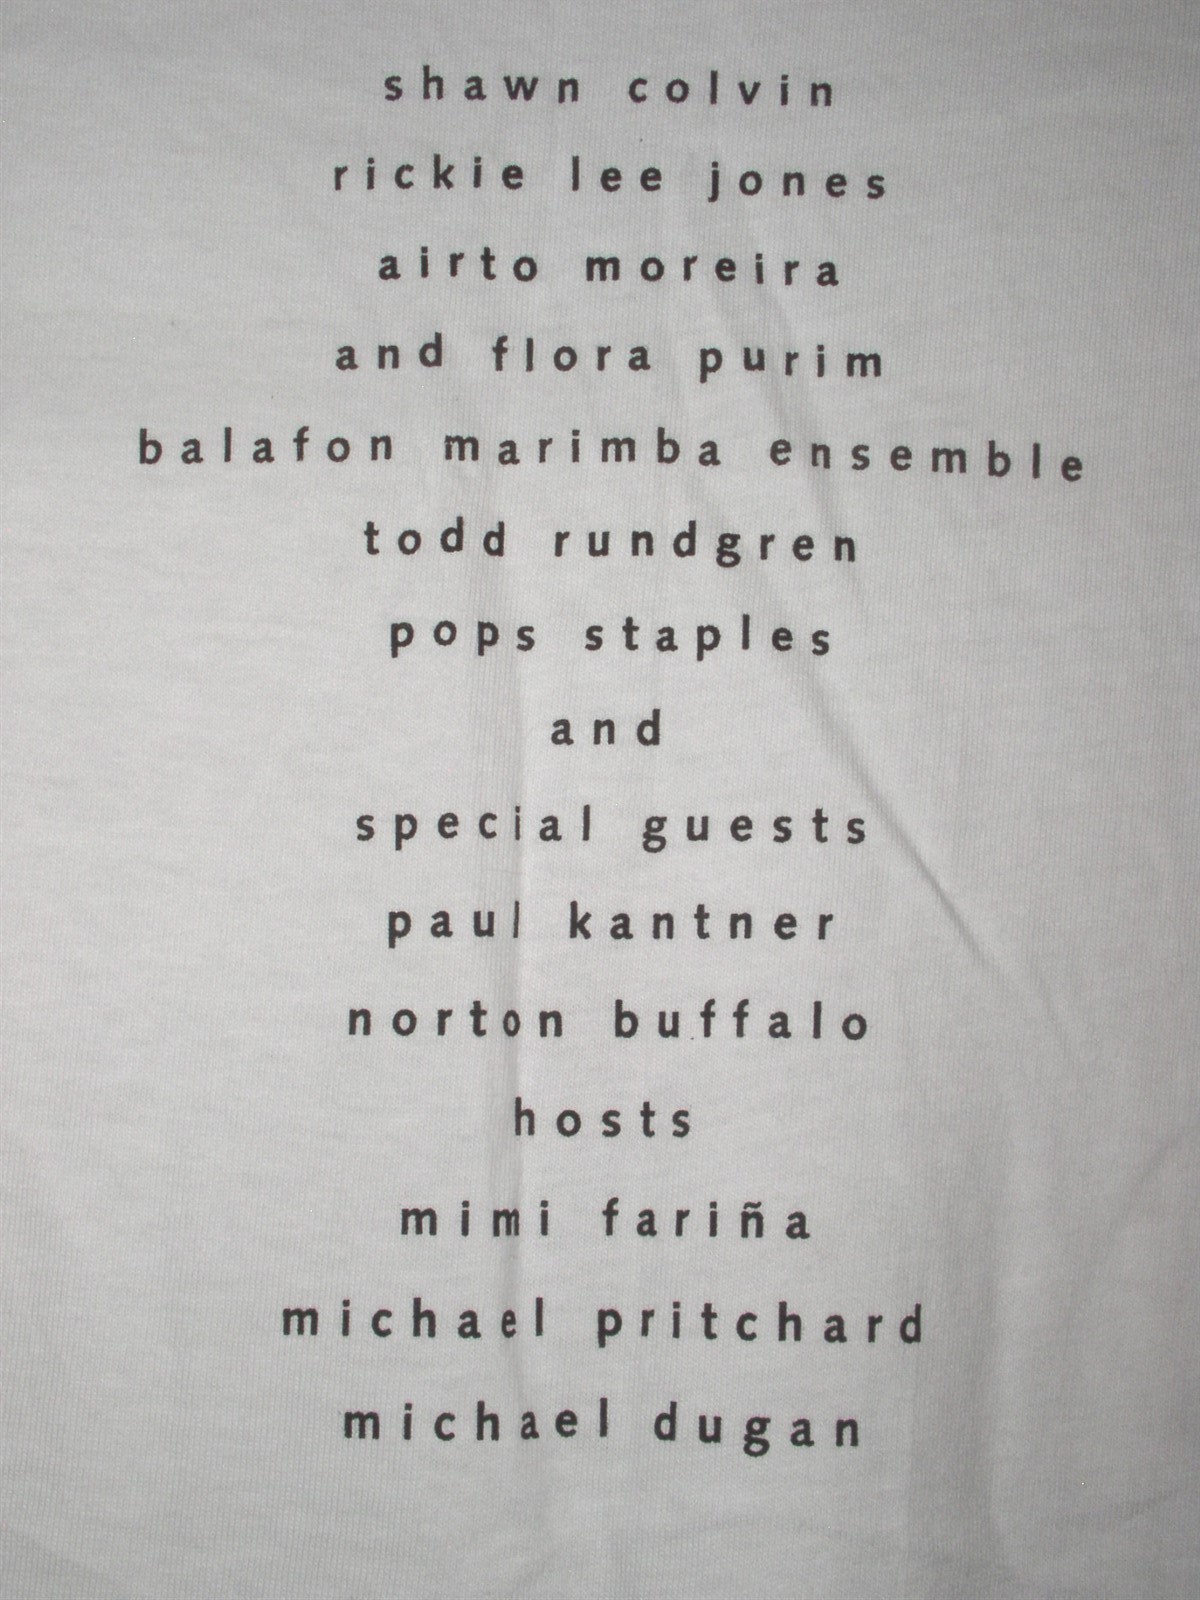 shawn colvin
rickie lee jones
airto moreira
and flora purim
balafon marimba ensemble
todd rundgren
pops staples
and
special guests
paul kantner
norton buffalo
hosts
mimi fariña
michael pritchard
michael dugan